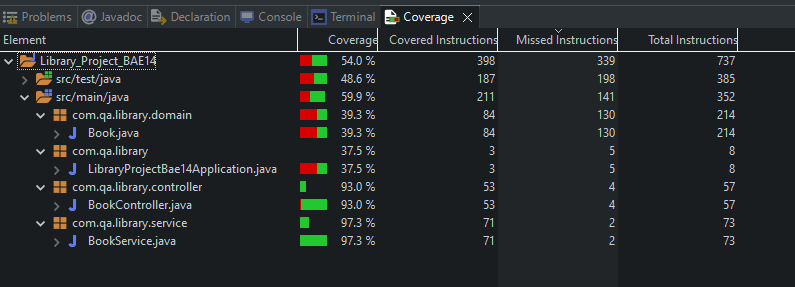 Problems @ Javadoc Declaration Console Terminal Coverage
Element Coverage Covered Instructions Missed Instructions Total Instructions
Library_Project_BAE14 54.0 % 398 339 737
src/test/java 48.6 % 187 198 385
src/main/java 59.9 % 211 141 352
com.qa.library.domain 39.3 % 84 130 214
Book.java 39.3 % 84 130 214
com.qa.library 37.5 % 3 5 8
LibraryProjectBae14Application.java 37.5 % 3 5 8
com.qa.library.controller 93.0 % 53 4 57
BookController.java 93.0 % 53 4 57
com.qa.library.service 97.3 % 71 2 73
BookService.java 97.3 % 71 2 73